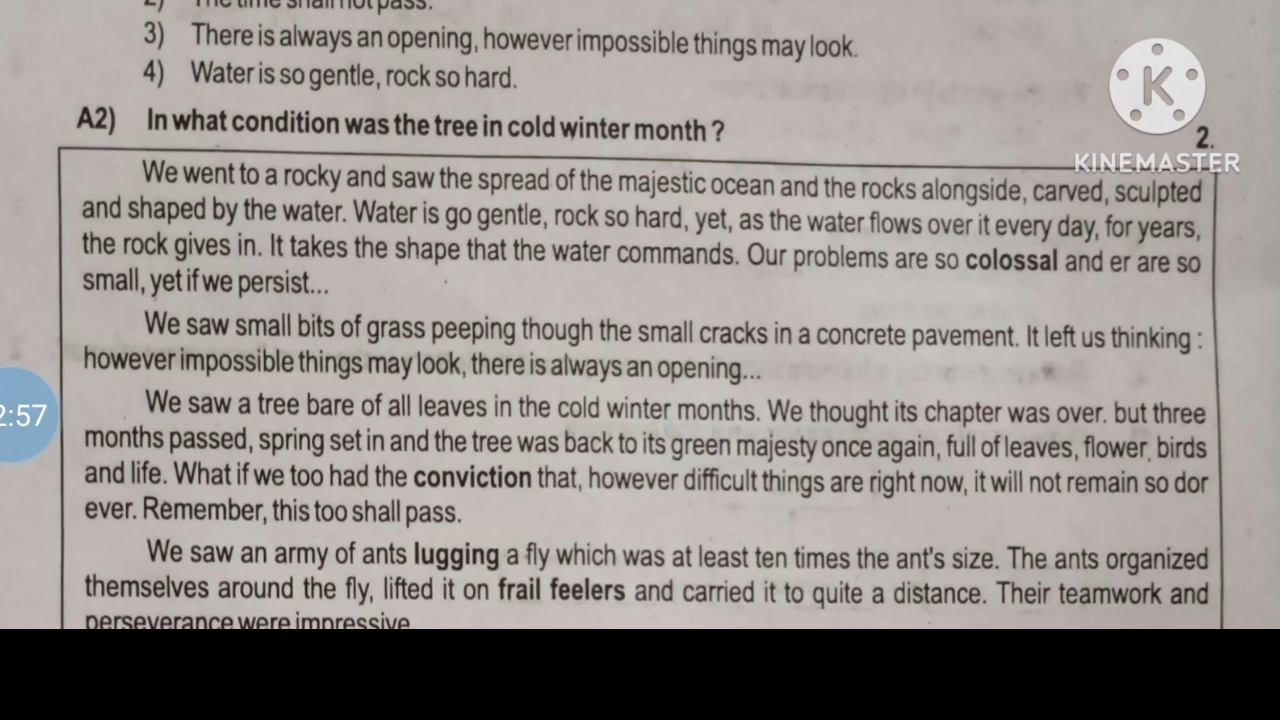 2) The time shall not pass.
3) There is always an opening, however impossible things may look.
4) Water is so gentle, rock so hard.
A2) In what condition was the tree in cold winter month ? 2.
KINEMASTER
We went to a rocky and saw the spread of the majestic ocean and the rocks alongside, carved, sculpted
and shaped by the water. Water is go gentle, rock so hard, yet, as the water flows over it every day, for years,
the rock gives in. It takes the shape that the water commands. Our problems are so colossal and er are so
small, yet if we persist...
We saw small bits of grass peeping though the small cracks in a concrete pavement. It left us thinking :
however impossible things may look, there is always an opening...
2:57
We saw a tree bare of all leaves in the cold winter months. We thought its chapter was over. but three
months passed, spring set in and the tree was back to its green majesty once again, full of leaves, flower, birds
and life. What if we too had the conviction that, however difficult things are right now, it will not remain so dor
ever. Remember, this too shall pass.
We saw an army of ants lugging a fly which was at least ten times the ant's size. The ants organized
themselves around the fly, lifted it on frail feelers and carried it to quite a distance. Their teamwork and
perseverance were impressive